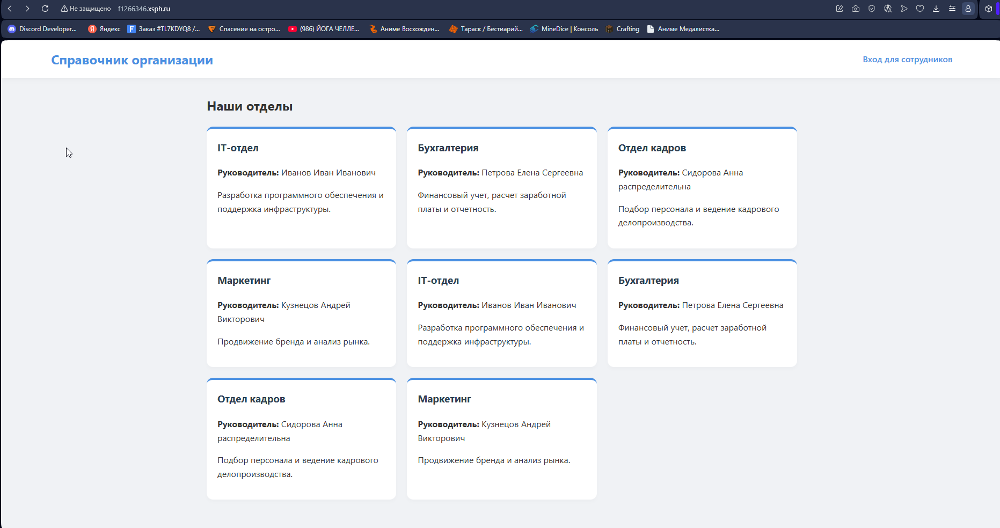 Не защищено f1266346.xsph.ru
Discord Developer... Яндекс Заказ #TL7KDYQ8 /... Спасение на остро... (986) ЙОГА ЧЕЛЛЕ... Аниме Восхожден... Тараск / Бестиарий... MineDice | Консоль Crafting Аниме Медалистка...
Справочник организации
Вход для сотрудников
Наши отделы
IT-отдел
Руководитель: Иванов Иван Иванович
Разработка программного обеспечения и
поддержка инфраструктуры.
Бухгалтерия
Руководитель: Петрова Елена Сергеевна
Финансовый учет, расчет заработной
платы и отчетность.
Отдел кадров
Руководитель: Сидорова Анна
распределительна
Подбор персонала и ведение кадрового
делопроизводства.
Маркетинг
Руководитель: Кузнецов Андрей
Викторович
Продвижение бренда и анализ рынка.
IT-отдел
Руководитель: Иванов Иван Иванович
Разработка программного обеспечения и
поддержка инфраструктуры.
Бухгалтерия
Руководитель: Петрова Елена Сергеевна
Финансовый учет, расчет заработной
платы и отчетность.
Отдел кадров
Руководитель: Сидорова Анна
распределительна
Подбор персонала и ведение кадрового
делопроизводства.
Маркетинг
Руководитель: Кузнецов Андрей
Викторович
Продвижение бренда и анализ рынка.